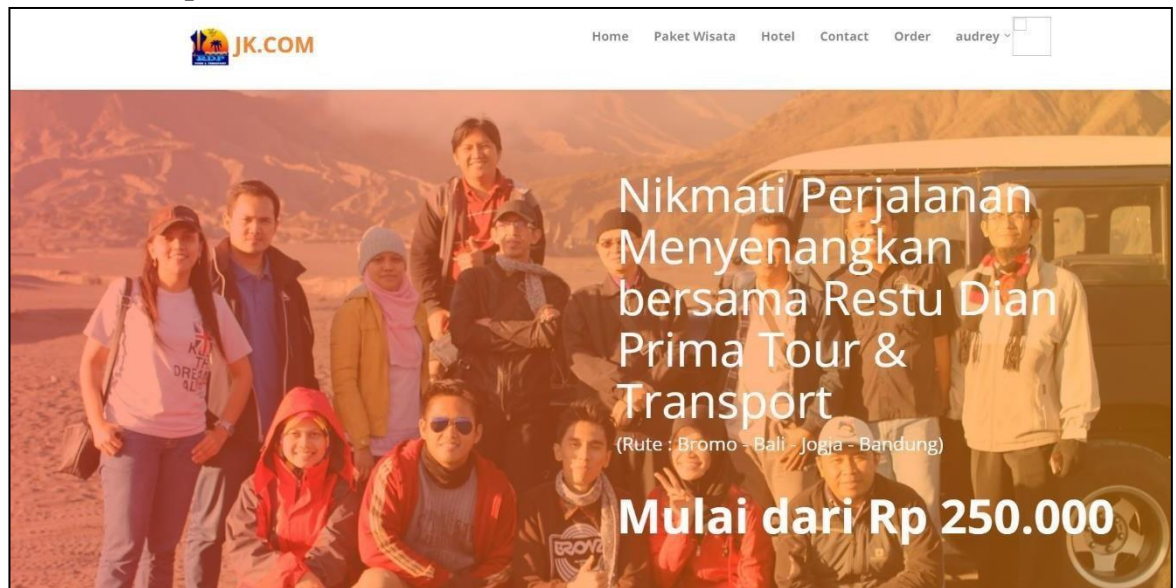 RDP
JK.COM
Home Paket Wisata Hotel Contact Order audrey
Nikmati Perjalanan
Menyenangkan
bersama Restu Dian
Prima Tour &
Transport
(Rute : Bromo - Bali - Jogja - Bandung)
Mulai dari Rp 250.000